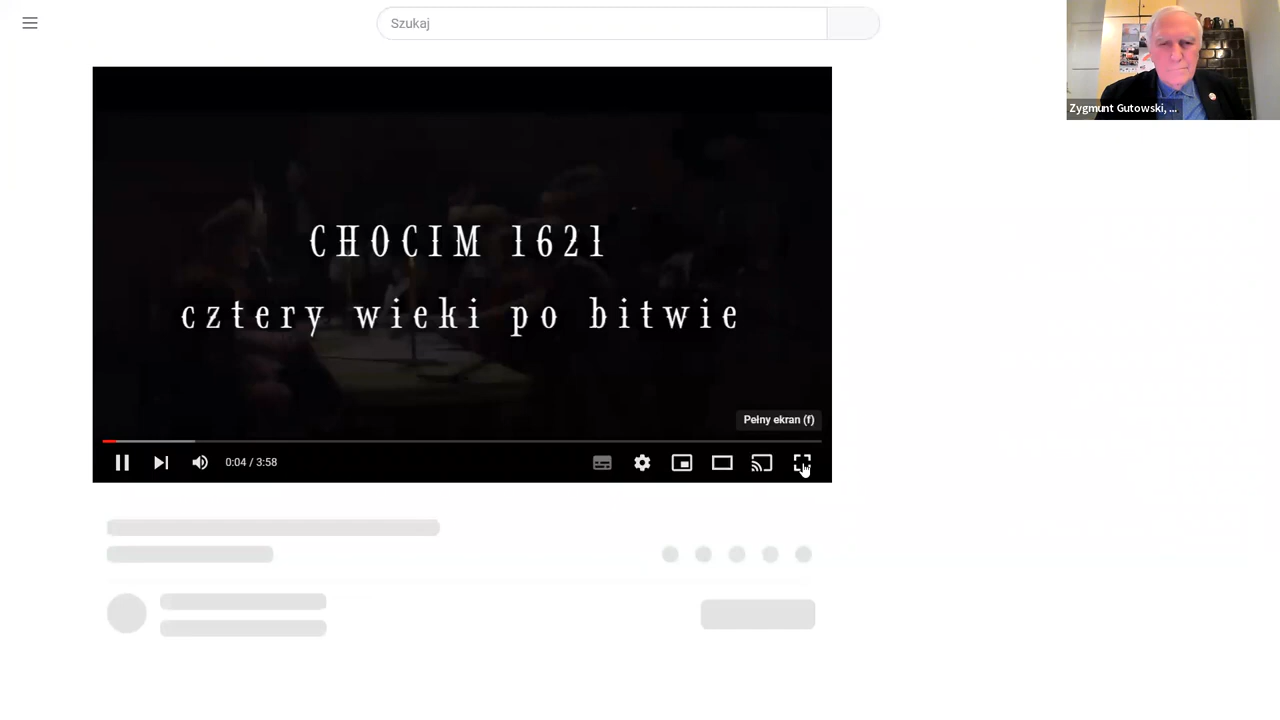 Szukaj
Zygmunt Gutowski, ...
CHOCIM 1621
cztery wieki po bitwie
Pełny ekran (f)
0:04 / 3:58